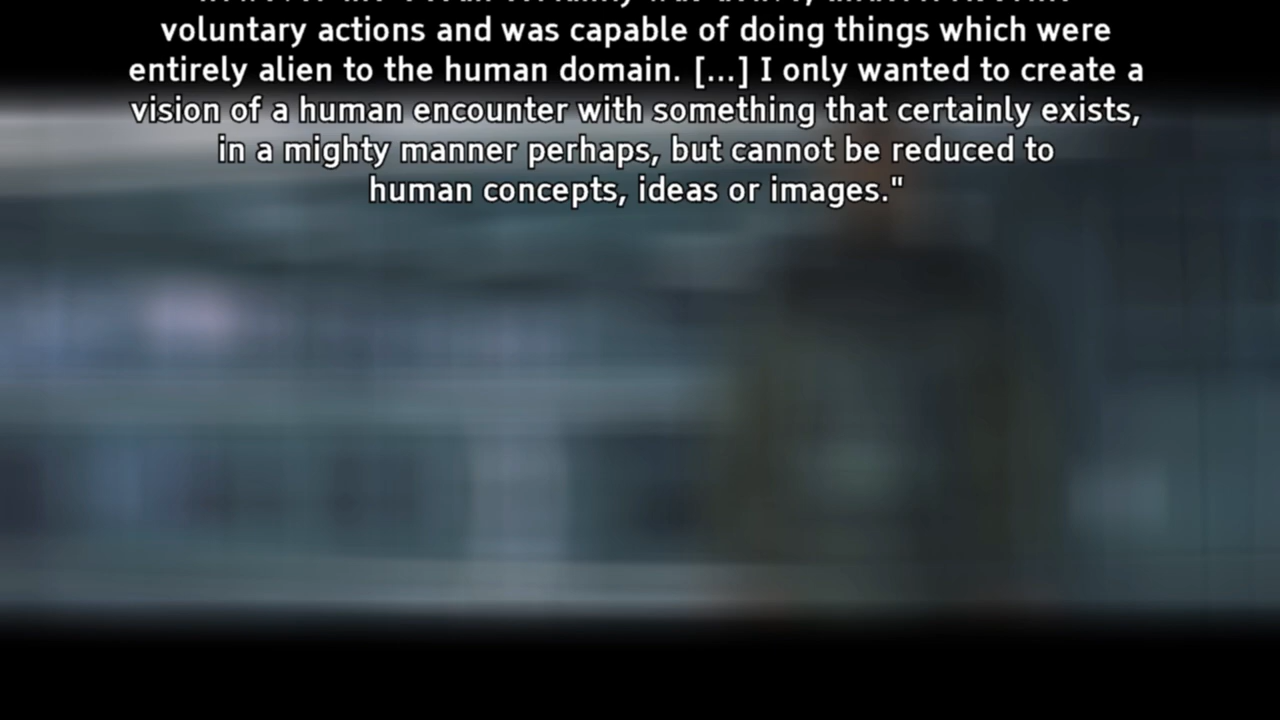 voluntary actions and was capable of doing things which were
entirely alien to the human domain. [...] I only wanted to create a
vision of a human encounter with something that certainly exists,
in a mighty manner perhaps, but cannot be reduced to
human concepts, ideas or images."